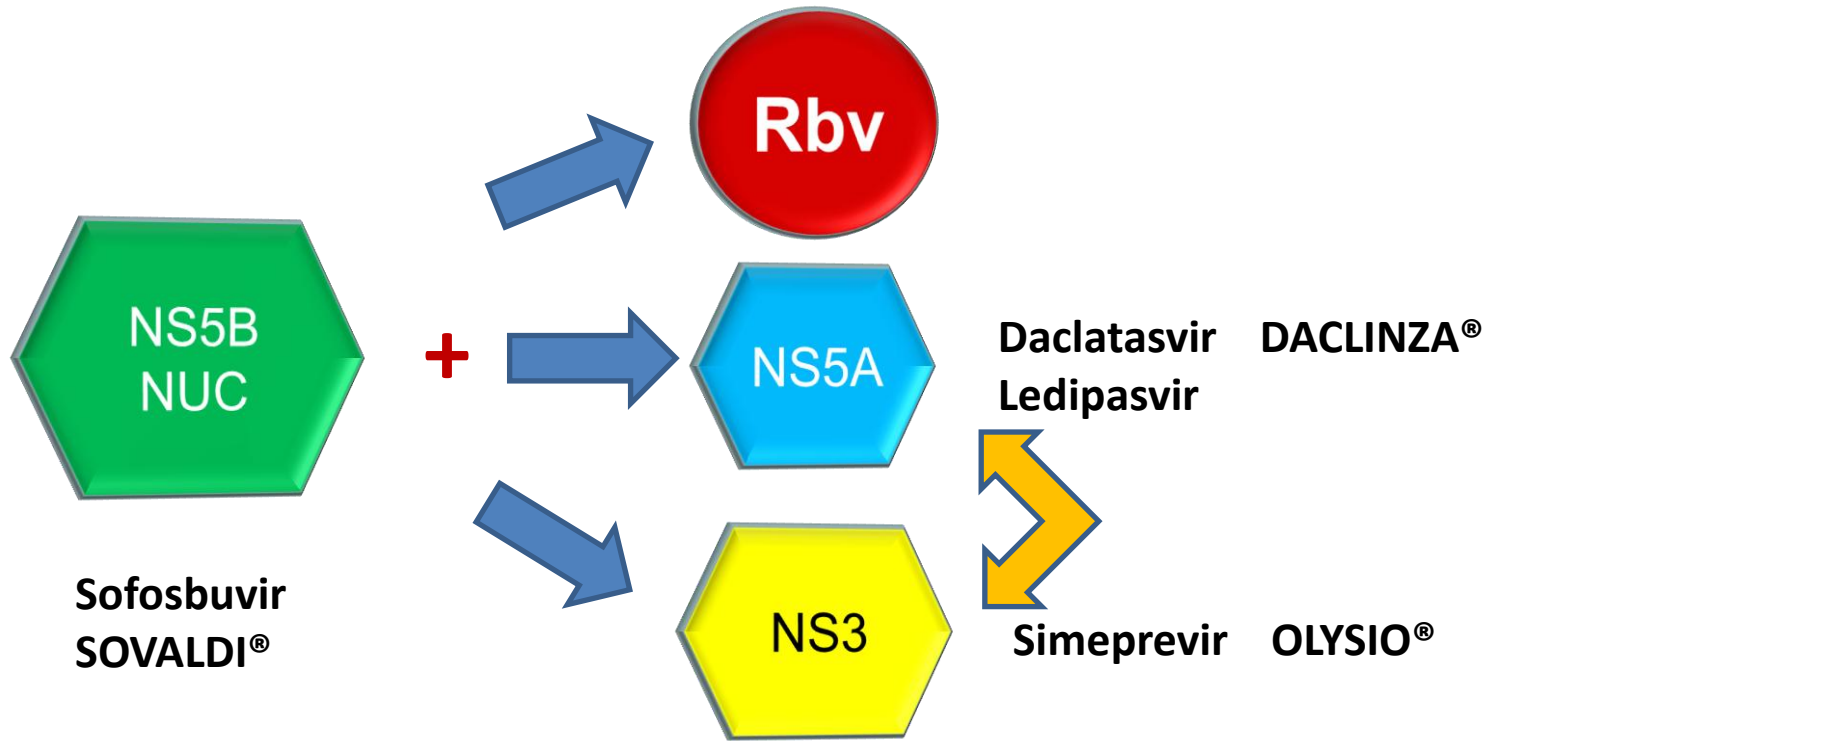 Rbv
NS5B
NUC
+
NS5A
Daclatasvir DACLINZA®
Ledipasvir
Sofosbuvir
SOVALDI®
NS3
Simeprevir OLYSIO®